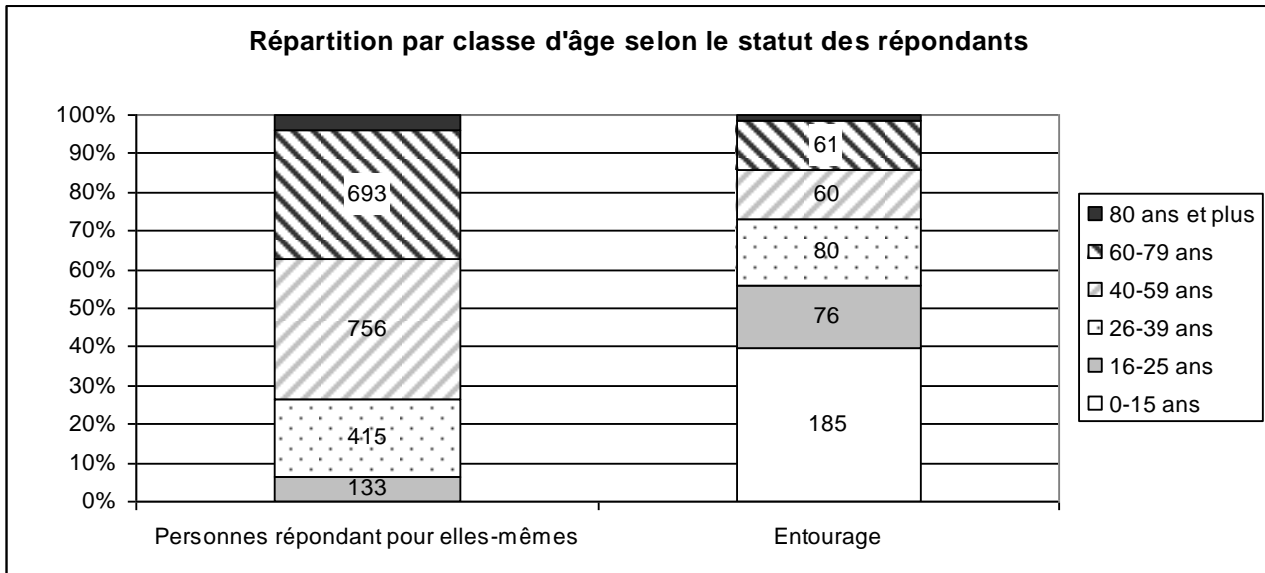 Répartition par classe d'âge selon le statut des répondants
100%
90%
80%
70%
60%
50%
40%
30%
20%
10%
0%
693
756
415
133
61
60
80
76
185
Personnes répondant pour elles-mêmes
Entourage
80 ans et plus
60-79 ans
40-59 ans
26-39 ans
16-25 ans
0-15 ans